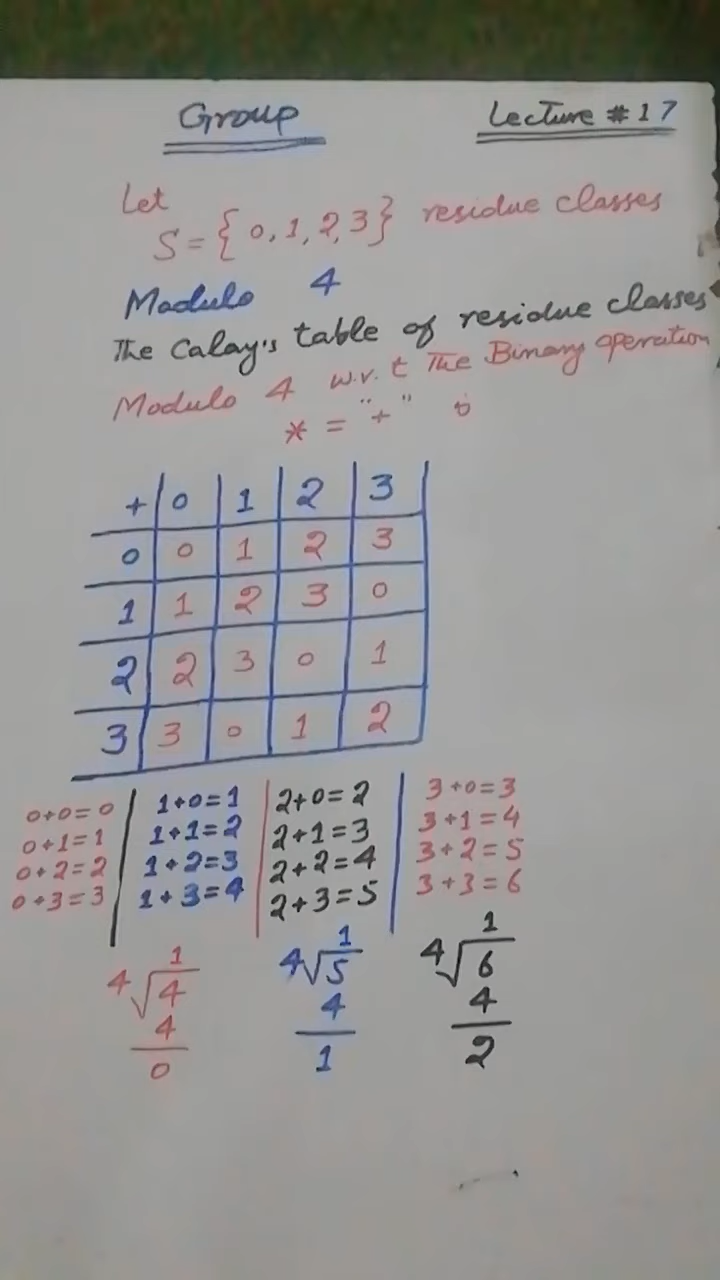 Group Lecture # 17
Let
S = { 0, 1, 2, 3 } residue classes
Madulo 4
The Calay's table of residue classes
Modulo 4 w.r.t The Binary operation
* = "+" is
+ 0 1 2 3
0 0 1 2 3
1 1 2 3 0
2 2 3 0 1
3 3 0 1 2
0+0=0 1+0=1 2+0=2 3+0=3
0+1=1 1+1=2 2+1=3 3+1=4
0+2=2 1+2=3 2+2=4 3+2=5
0+3=3 1+3=4 2+3=5 3+3=6
1 1 1
4√4 4√5 4√6
4 4 4
0 1 2